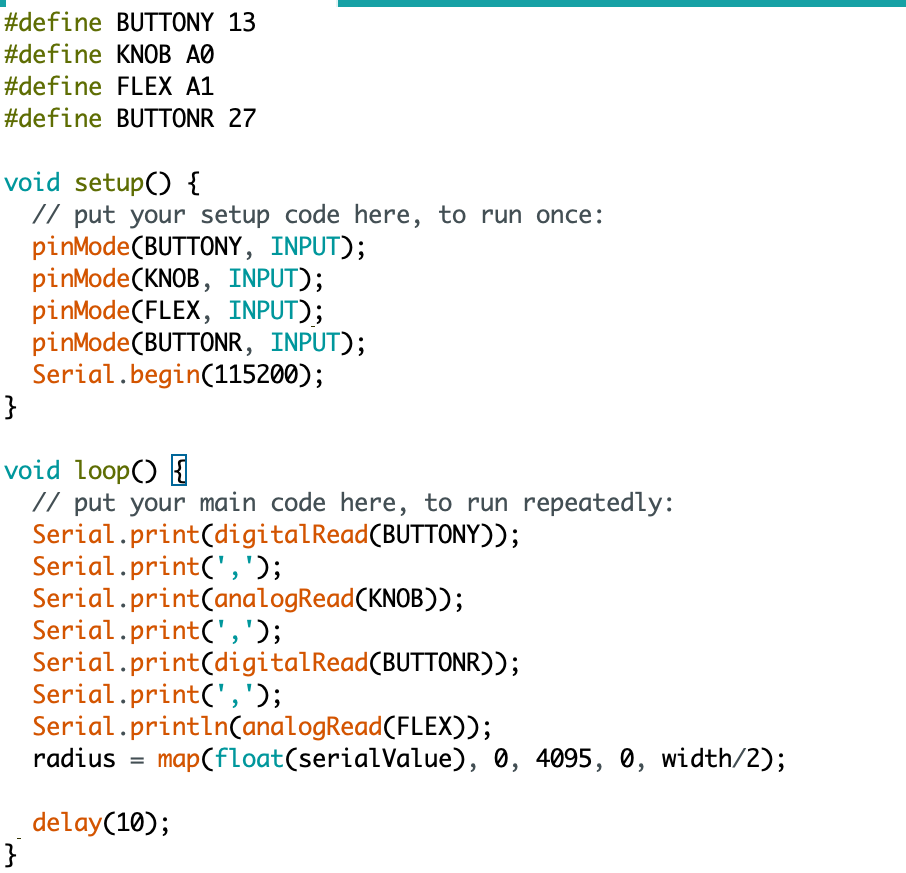 #define BUTTONY 13
#define KNOB A0
#define FLEX A1
#define BUTTONR 27

void setup() {
  // put your setup code here, to run once:
  pinMode(BUTTONY, INPUT);
  pinMode(KNOB, INPUT);
  pinMode(FLEX, INPUT);
  pinMode(BUTTONR, INPUT);
  Serial.begin(115200);
}

void loop() {
  // put your main code here, to run repeatedly:
  Serial.print(digitalRead(BUTTONY));
  Serial.print(',');
  Serial.print(analogRead(KNOB));
  Serial.print(',');
  Serial.print(digitalRead(BUTTONR));
  Serial.print(',');
  Serial.println(analogRead(FLEX));
  radius = map(float(serialValue), 0, 4095, 0, width/2);

  delay(10);
}